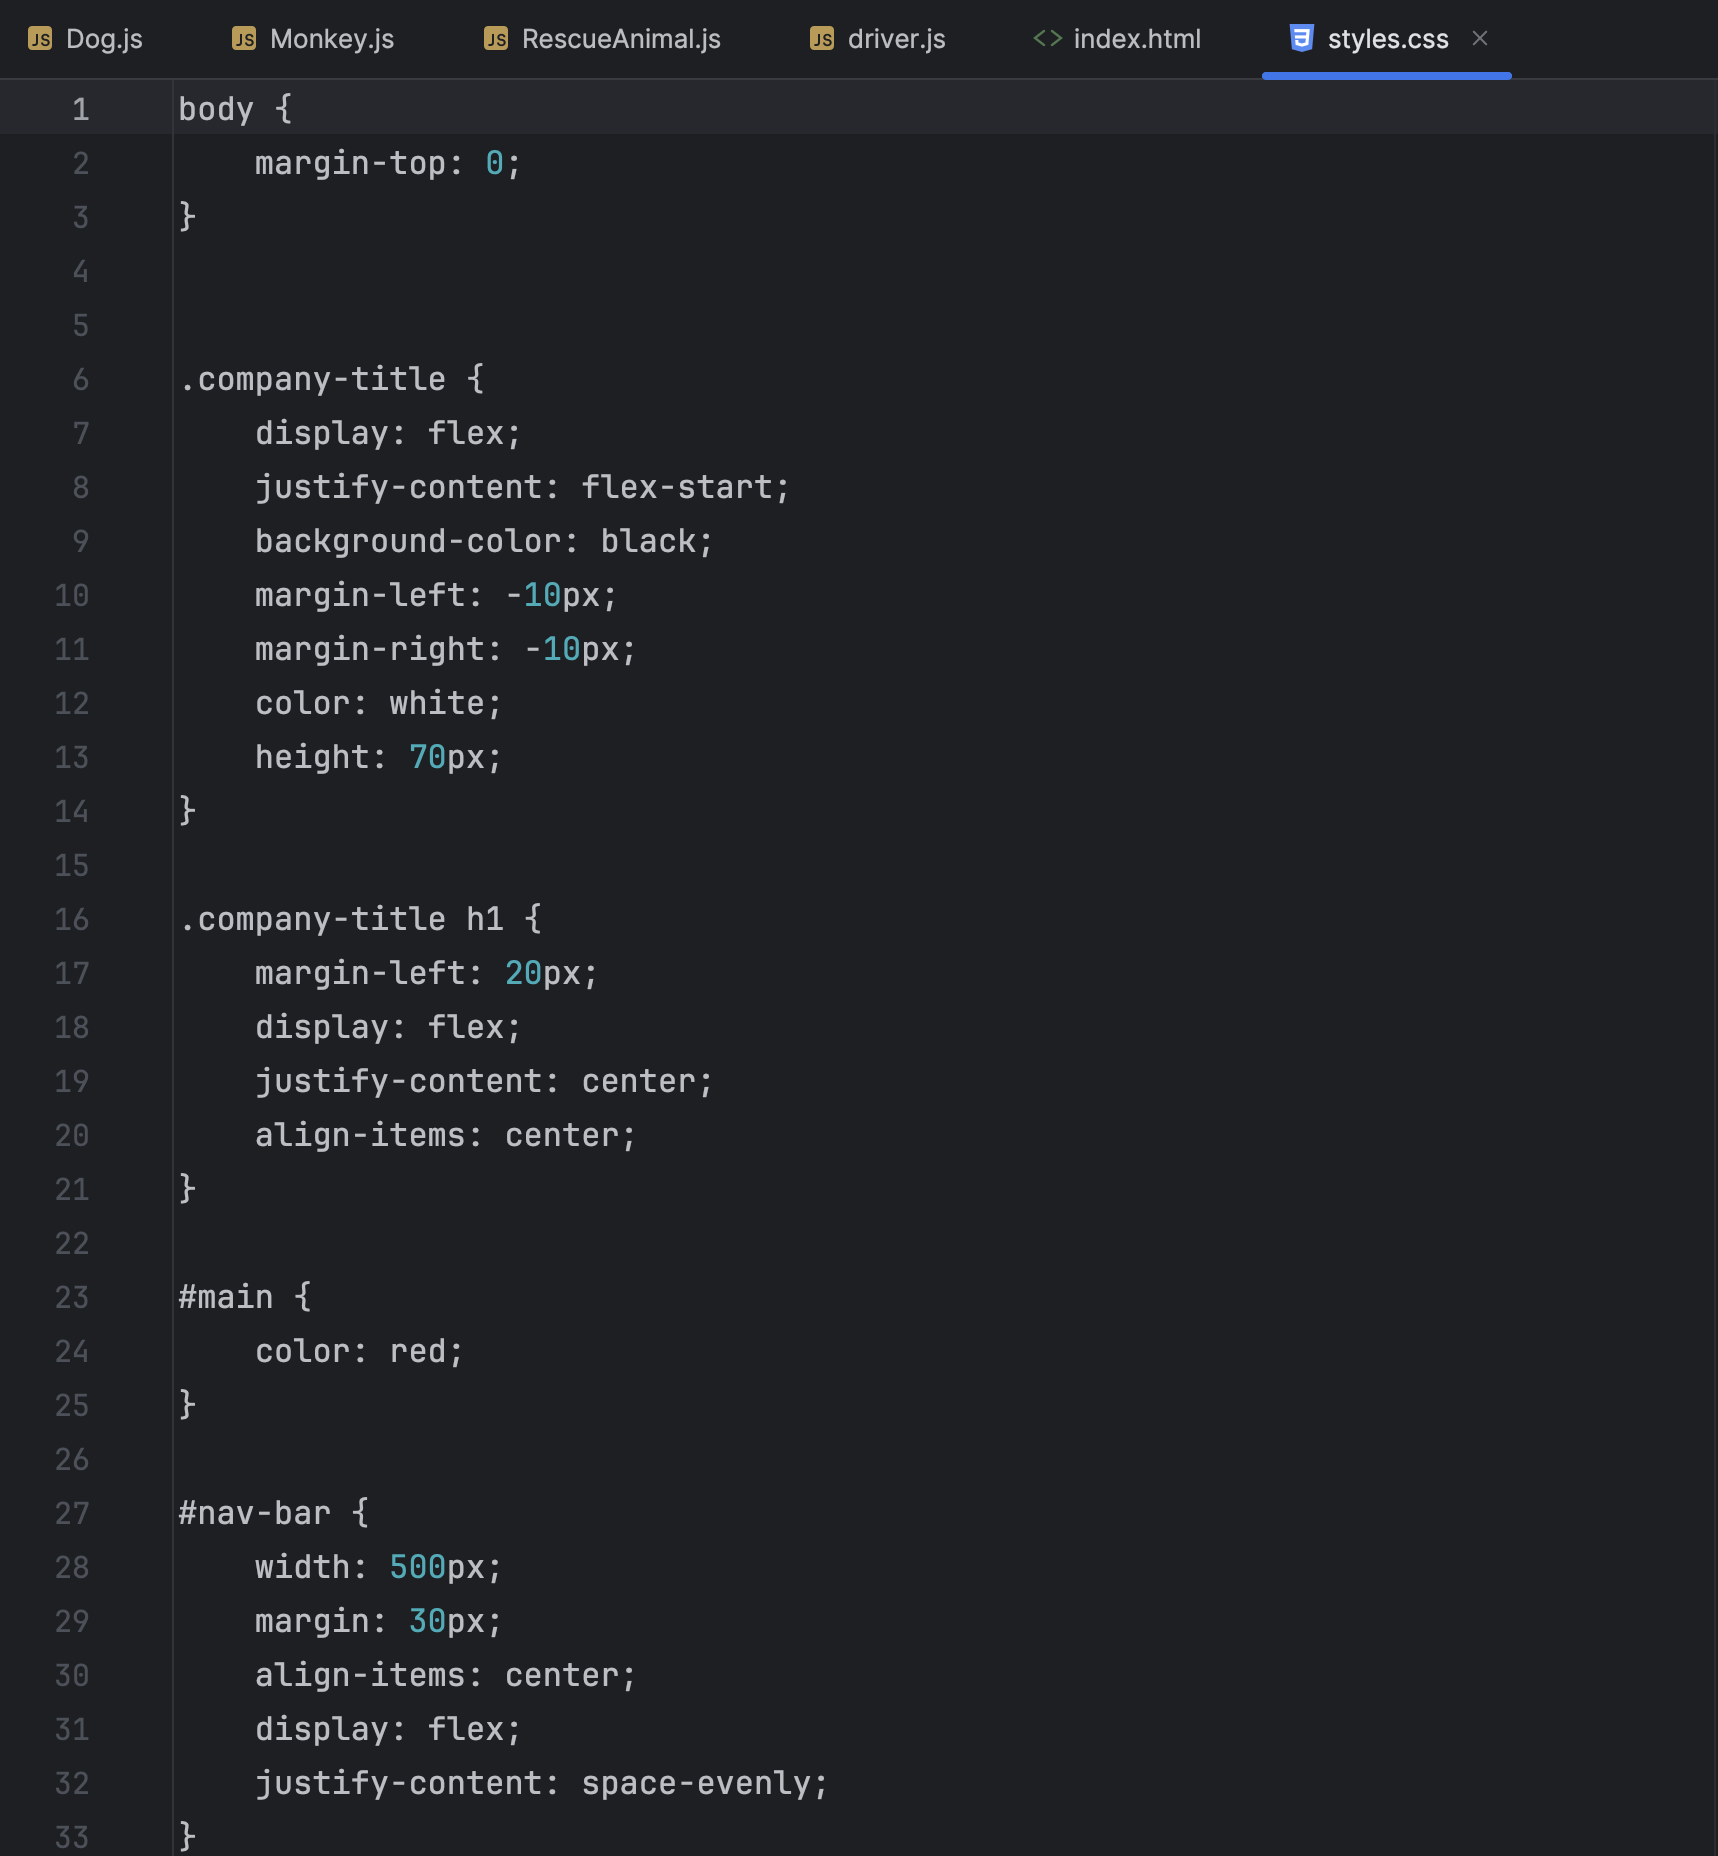 JS Dog.js JS Monkey.js JS RescueAnimal.js JS driver.js <> index.html styles.css ×
1 body {
2     margin-top: 0;
3 }
4
5
6 .company-title {
7     display: flex;
8     justify-content: flex-start;
9     background-color: black;
10     margin-left: -10px;
11     margin-right: -10px;
12     color: white;
13     height: 70px;
14 }
15
16 .company-title h1 {
17     margin-left: 20px;
18     display: flex;
19     justify-content: center;
20     align-items: center;
21 }
22
23 #main {
24     color: red;
25 }
26
27 #nav-bar {
28     width: 500px;
29     margin: 30px;
30     align-items: center;
31     display: flex;
32     justify-content: space-evenly;
33 }